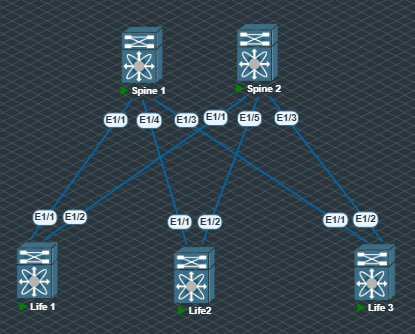 Spine 1
Spine 2
E1/1 E1/4 E1/3 E1/1 E1/5 E1/3
E1/1 E1/2 E1/1 E1/2 E1/1 E1/2
Life 1
Life2
Life 3